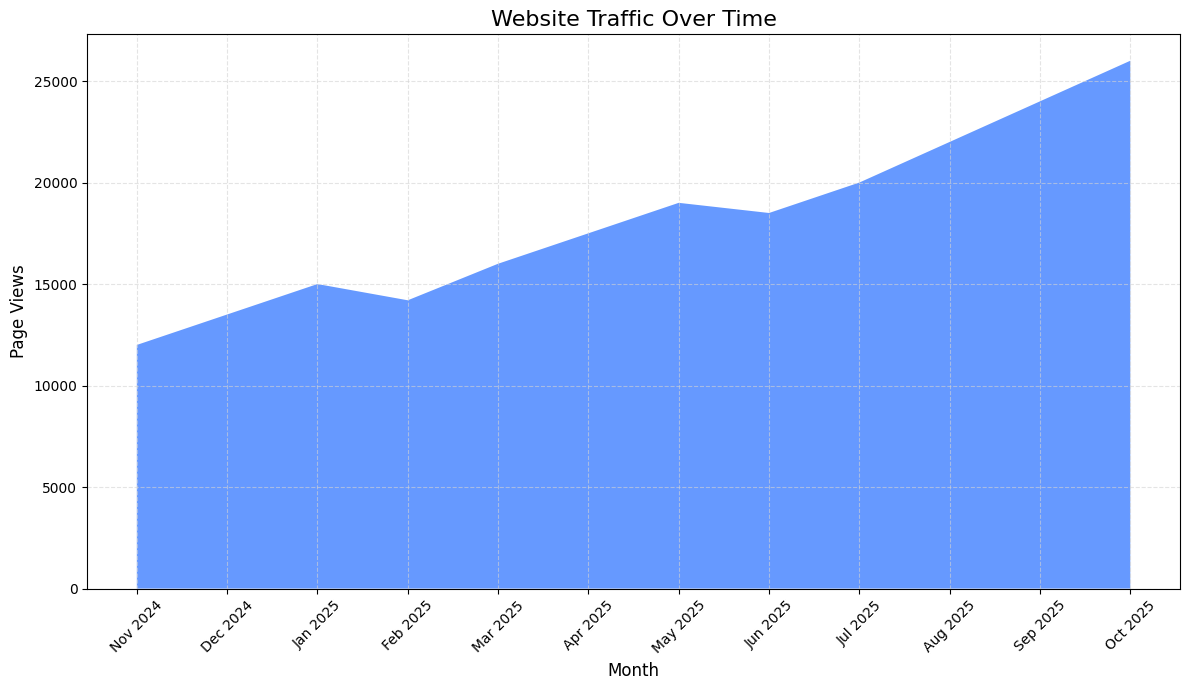 Website Traffic Over Time
Page Views
25000
20000
15000
10000
5000
0
Nov 2024
Dec 2024
Jan 2025
Feb 2025
Mar 2025
Apr 2025
May 2025
Jun 2025
Jul 2025
Aug 2025
Sep 2025
Oct 2025
Month